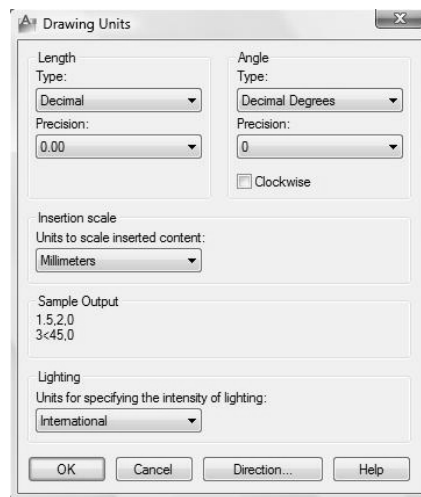 Drawing Units
Length
Type:
Decimal
Precision:
0.00
Angle
Type:
Decimal Degrees
Precision:
0
Clockwise
Insertion scale
Units to scale inserted content:
Millimeters
Sample Output
1.5,2,0
3<45,0
Lighting
Units for specifying the intensity of lighting:
International
OK Cancel Direction... Help